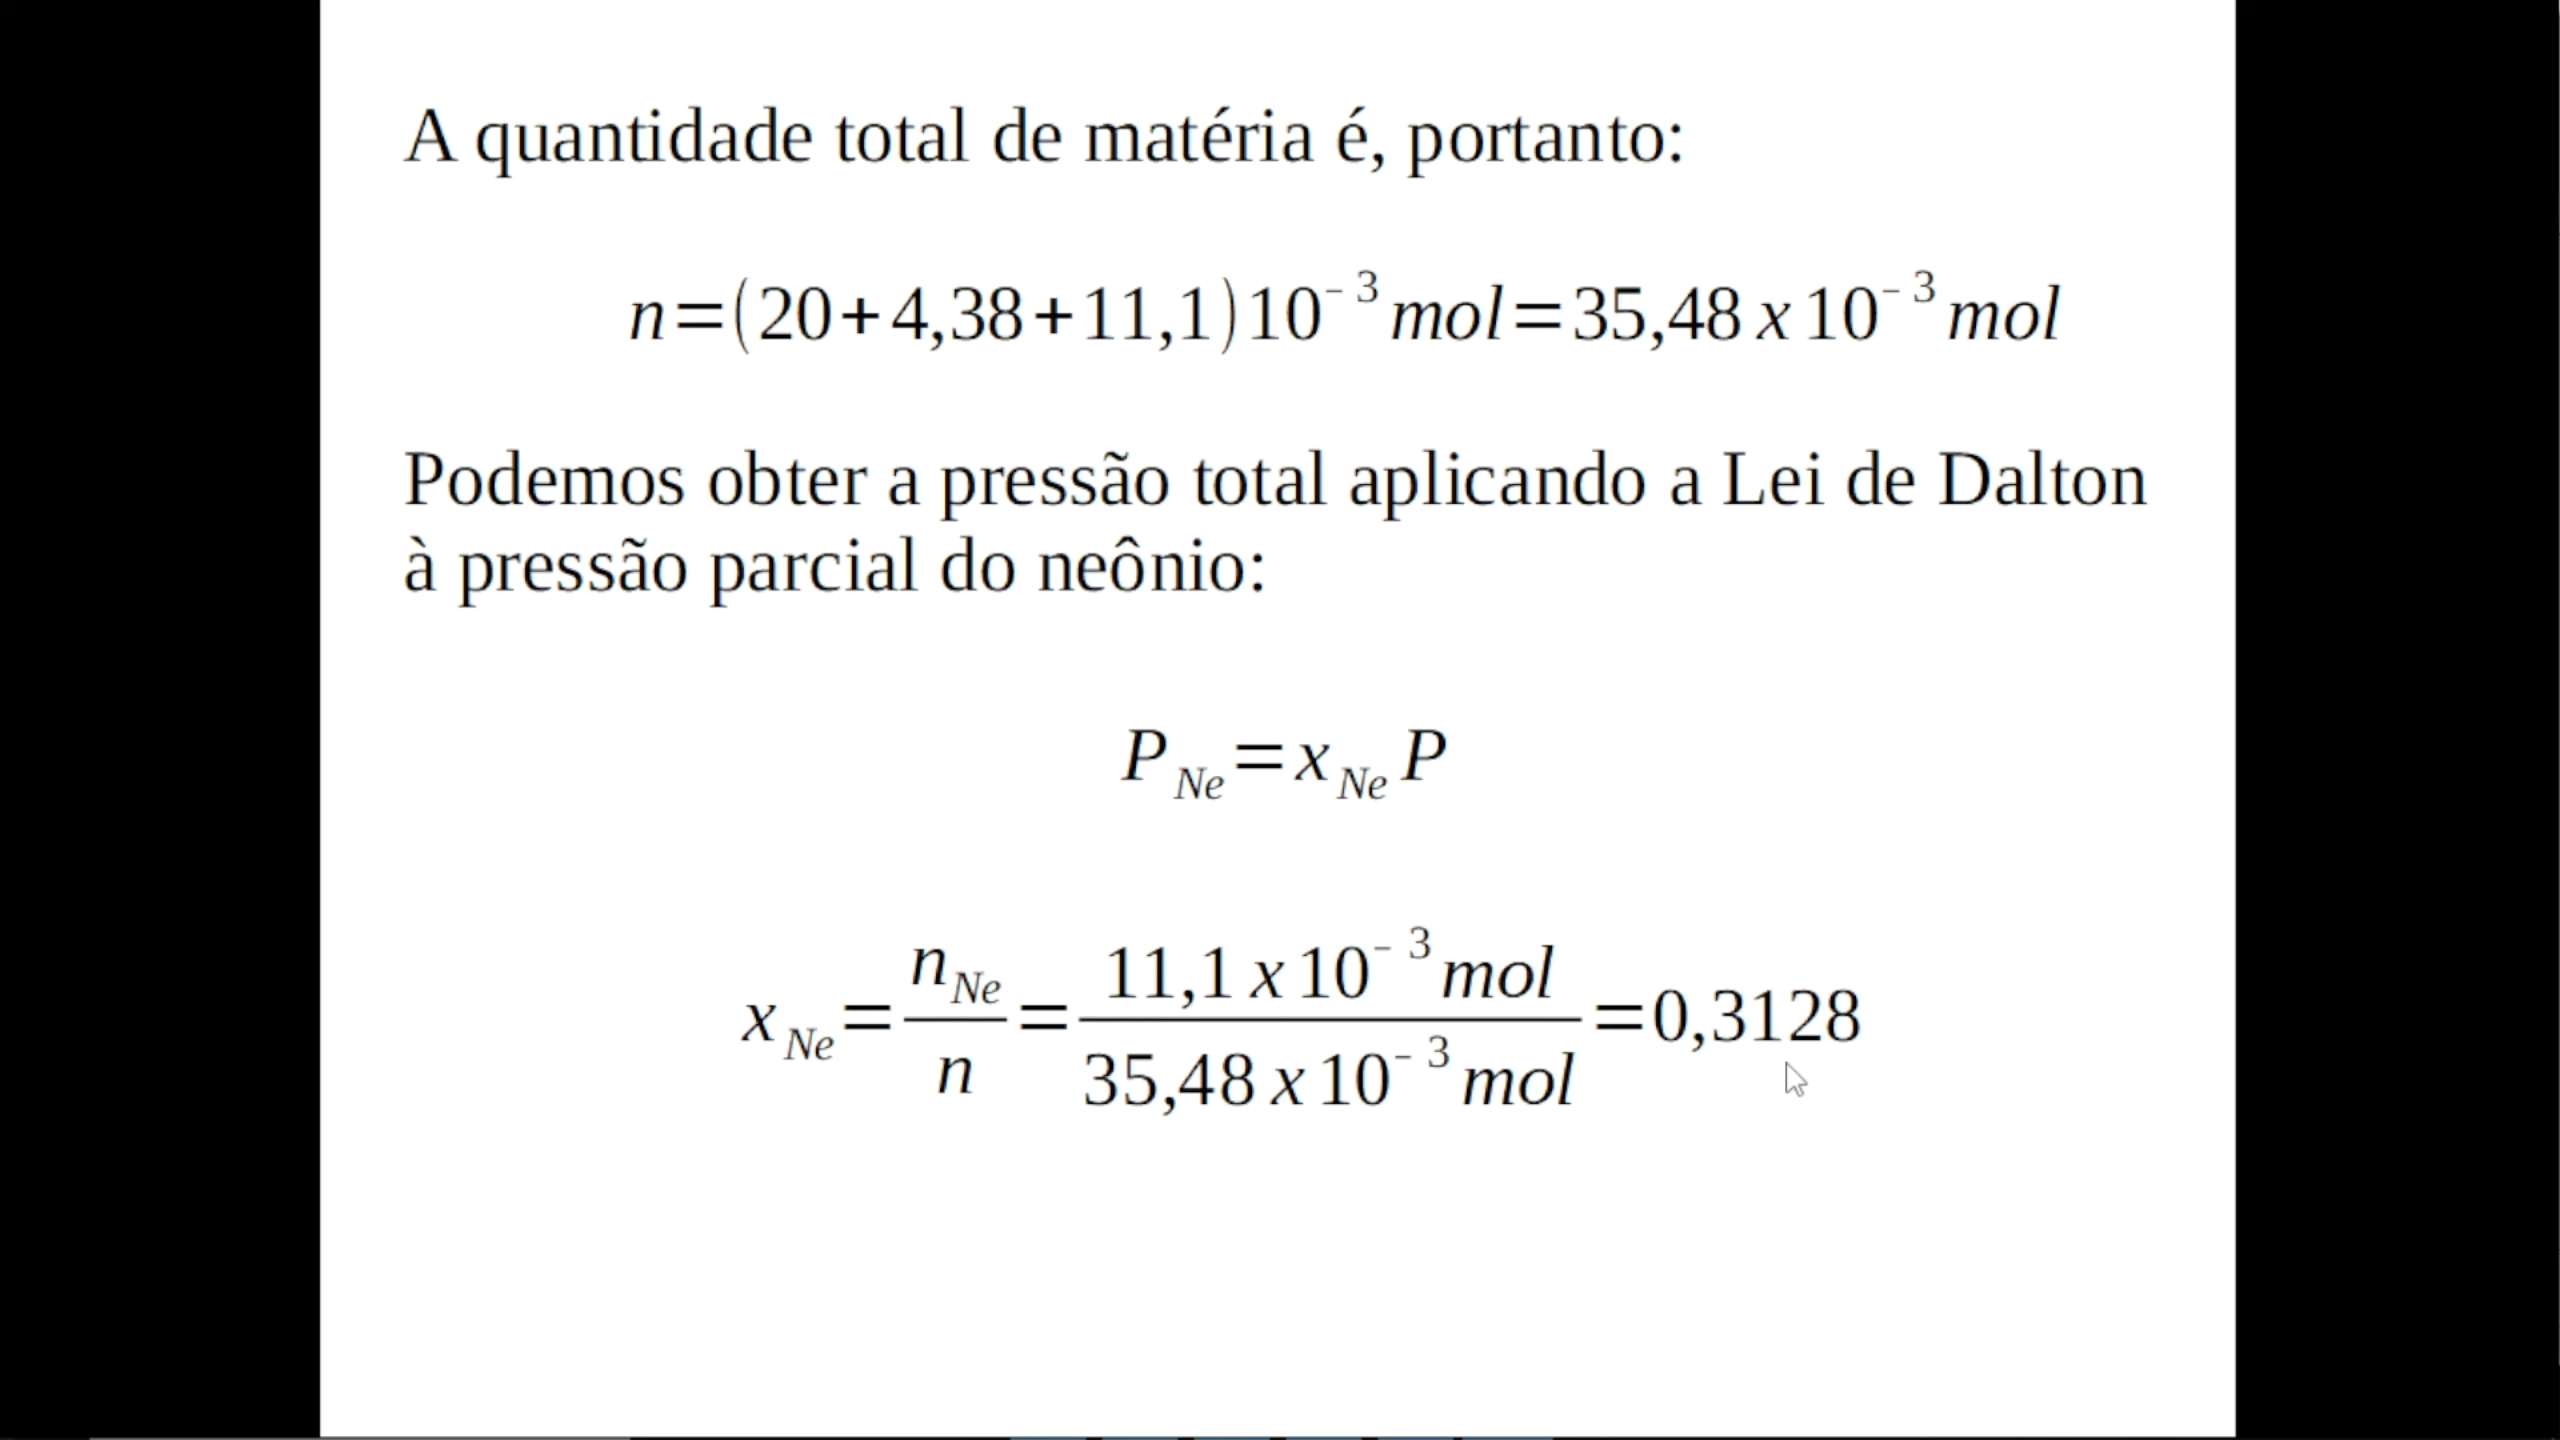 A quantidade total de matéria é, portanto:
n=(20+4,38+11,1)10⁻³ mol=35,48 x 10⁻³ mol
Podemos obter a pressão total aplicando a Lei de Dalton
à pressão parcial do neônio:
P_Ne = x_Ne P
x_Ne = n_Ne / n = 11,1 x 10⁻³ mol / 35,48 x 10⁻³ mol = 0,3128